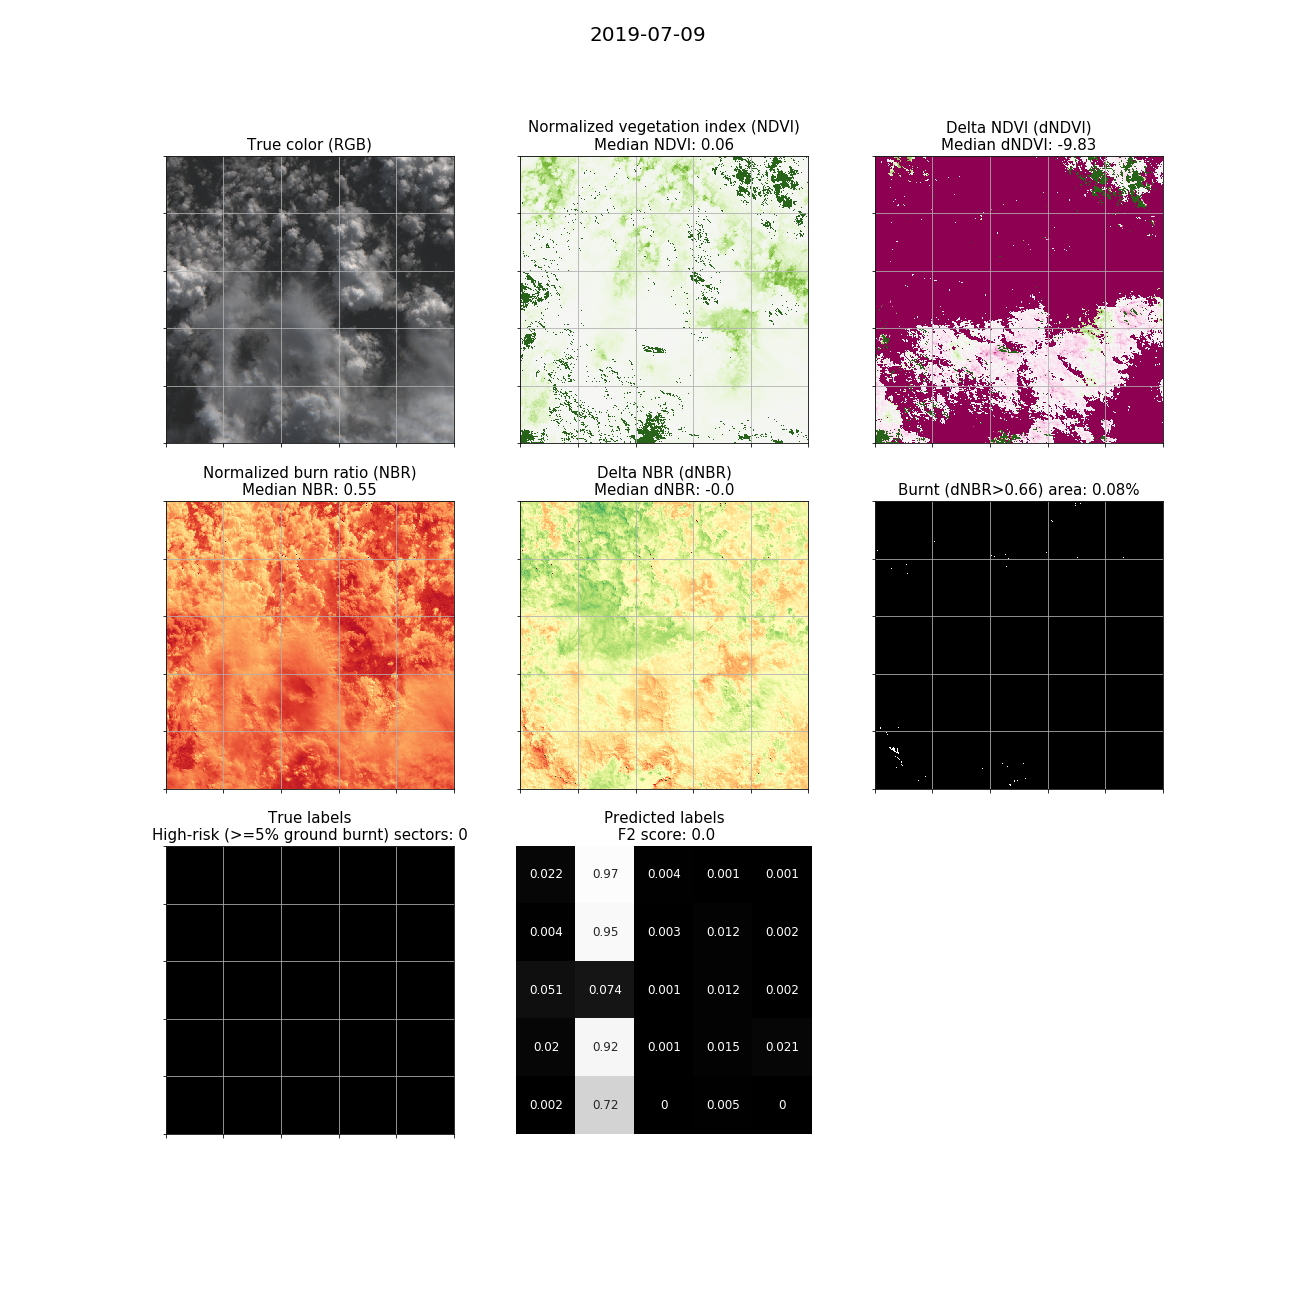 2019-07-09
True color (RGB)
Normalized vegetation index (NDVI)
Median NDVI: 0.06
Delta NDVI (dNDVI)
Median dNDVI: -9.83
Normalized burn ratio (NBR)
Median NBR: 0.55
Delta NBR (dNBR)
Median dNBR: -0.0
Burnt (dNBR>0.66) area: 0.08%
True labels
High-risk (>=5% ground burnt) sectors: 0
Predicted labels
F2 score: 0.0
0.022 0.97 0.004 0.001 0.001
0.004 0.95 0.003 0.012 0.002
0.051 0.074 0.001 0.012 0.002
0.02 0.92 0.001 0.015 0.021
0.002 0.72 0 0.005 0